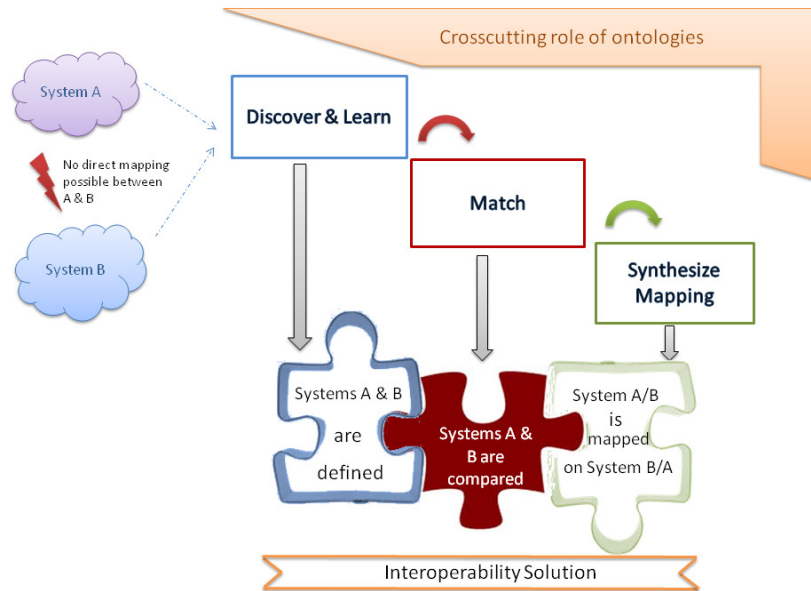 Crosscutting role of ontologies
System A
No direct mapping
possible between
A & B
System B
Discover & Learn
Match
Synthesize
Mapping
Systems A & B
are
defined
Systems A &
B are
compared
System A/B
is
mapped
on System B/A
Interoperability Solution